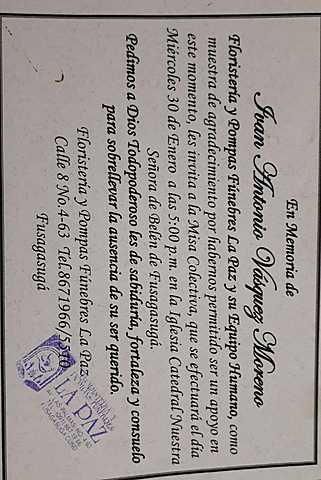 En Memoria de
Ivan Antonio Vásquez Moreno
Floristería y Pompas Fúnebres La Paz y su Equipo Humano, como
muestra de agradecimiento por habernos permitido ser un apoyo en
este momento, les invita a la Misa Colectiva, que se efectuará el día
Miércoles 30 de Enero a las 5:00 p.m. en la Iglesia Catedral Nuestra
Señora de Belén de Fusagasugá.
Pedimos a Dios Todopoderoso les de sabiduría, fortaleza y consuelo
para sobrellevar la ausencia de su ser querido.
Floristería y Pompas Fúnebres La Paz
Calle 8 No 4-63 Tel.8671966
Fusagasugá
LA PAZ